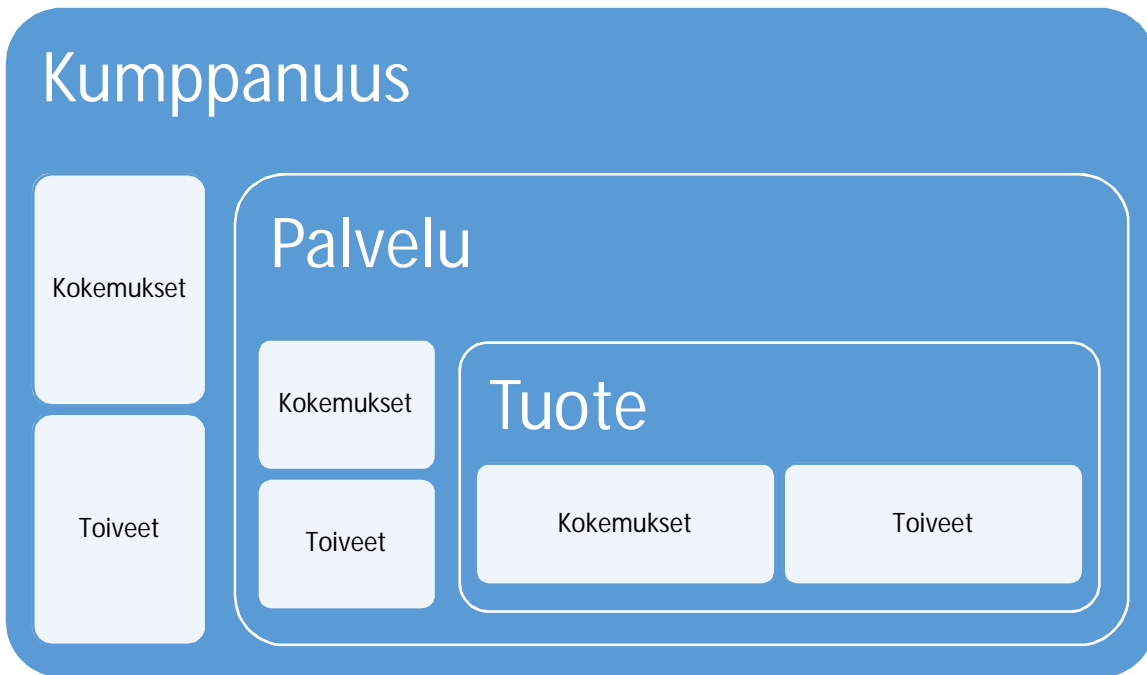 Kumppanuus
Kokemukset
Toiveet
Palvelu
Kokemukset
Toiveet
Tuote
Kokemukset
Toiveet